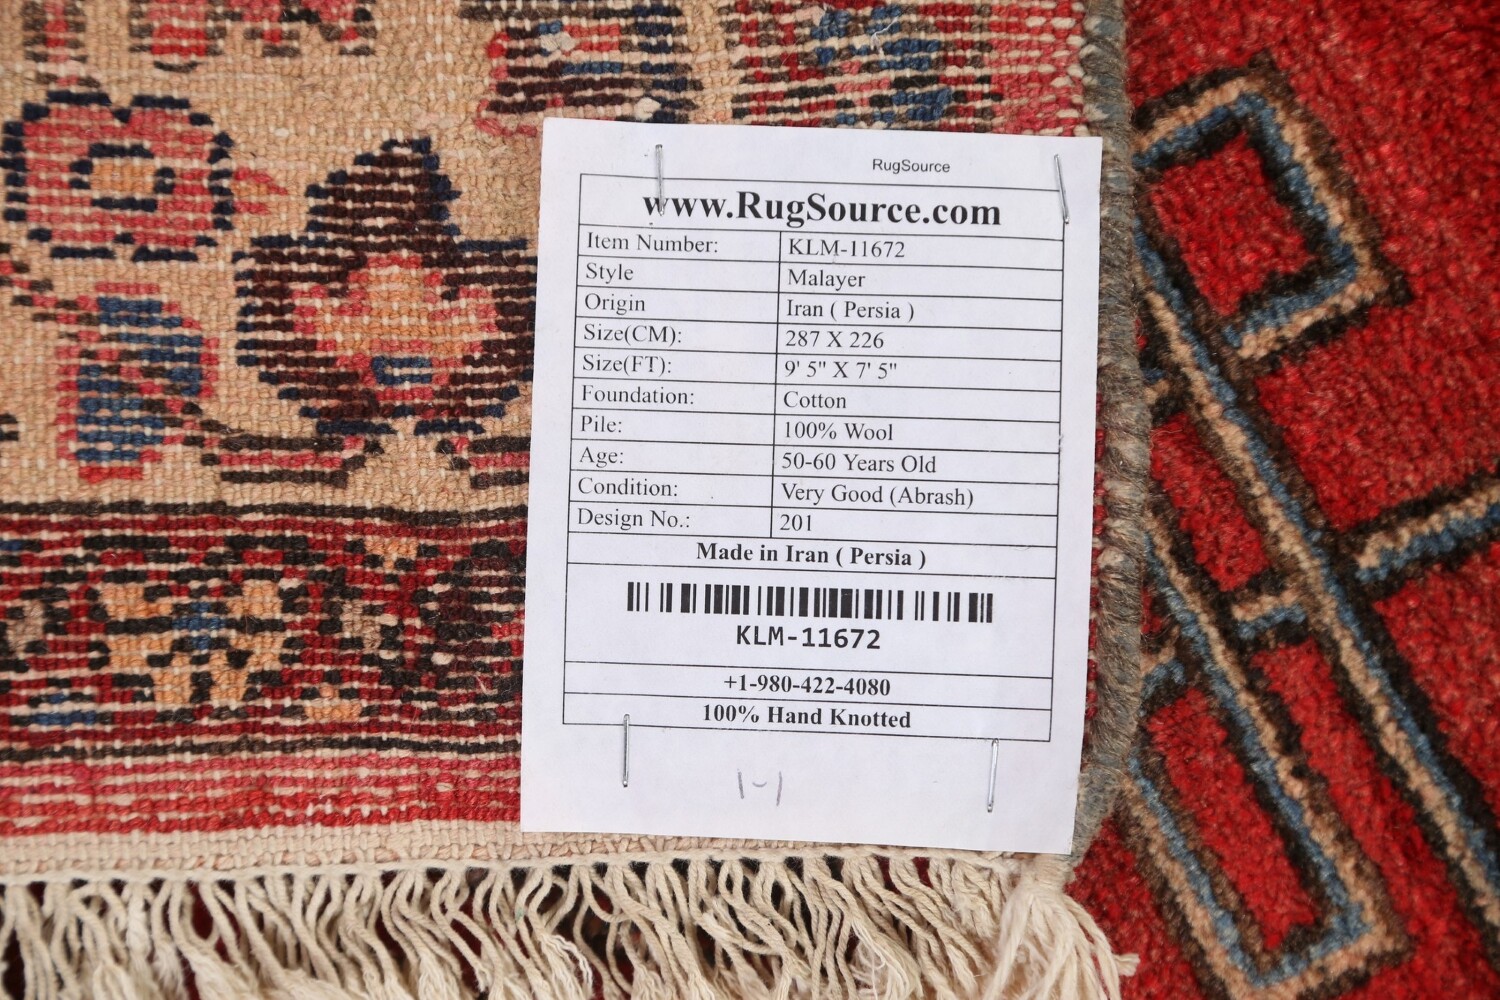 RugSource
www.RugSource.com
Item Number: KLM-11672
Style Malayer
Origin Iran ( Persia )
Size(CM): 287 X 226
Size(FT): 9' 5" X 7' 5"
Foundation: Cotton
Pile: 100% Wool
Age: 50-60 Years Old
Condition: Very Good (Abrash)
Design No.: 201
Made in Iran ( Persia )
KLM-11672
+1-980-422-4080
100% Hand Knotted
1-1